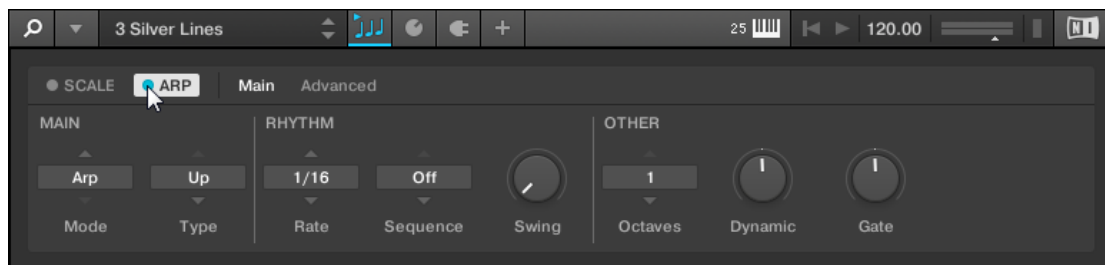 3 Silver Lines + 25 120.00 NI
SCALE ARP Main Advanced
MAIN RHYTHM OTHER
Arp Up 1/16 Off 1
Mode Type Rate Sequence Swing Octaves Dynamic Gate